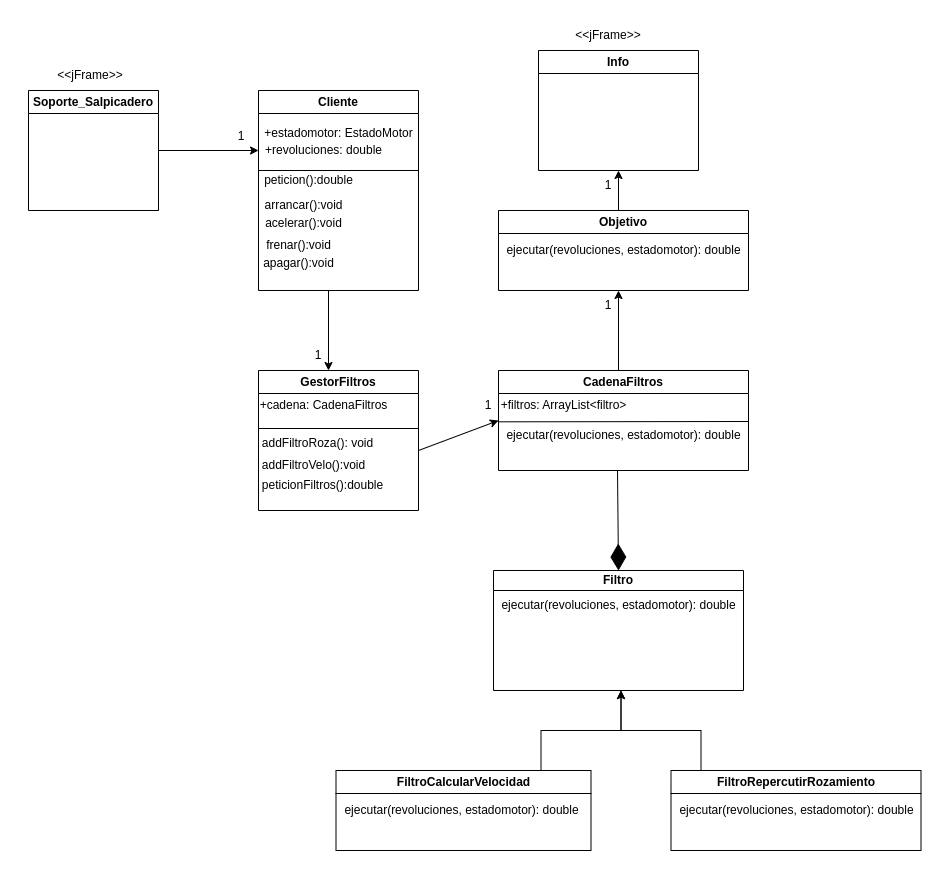 <<jFrame>>
Info
<<jFrame>>
Soporte_Salpicadero
1
Cliente
+estadomotor: EstadoMotor
+revoluciones: double
peticion():double
arrancar():void
acelerar():void
frenar():void
apagar():void
1
Objetivo
ejecutar(revoluciones, estadomotor): double
1
1
GestorFiltros
+cadena: CadenaFiltros
addFiltroRoza(): void
addFiltroVelo():void
peticionFiltros():double
1
CadenaFiltros
+filtros: ArrayList<filtro>
ejecutar(revoluciones, estadomotor): double
Filtro
ejecutar(revoluciones, estadomotor): double
FiltroCalcularVelocidad
ejecutar(revoluciones, estadomotor): double
FiltroRepercutirRozamiento
ejecutar(revoluciones, estadomotor): double